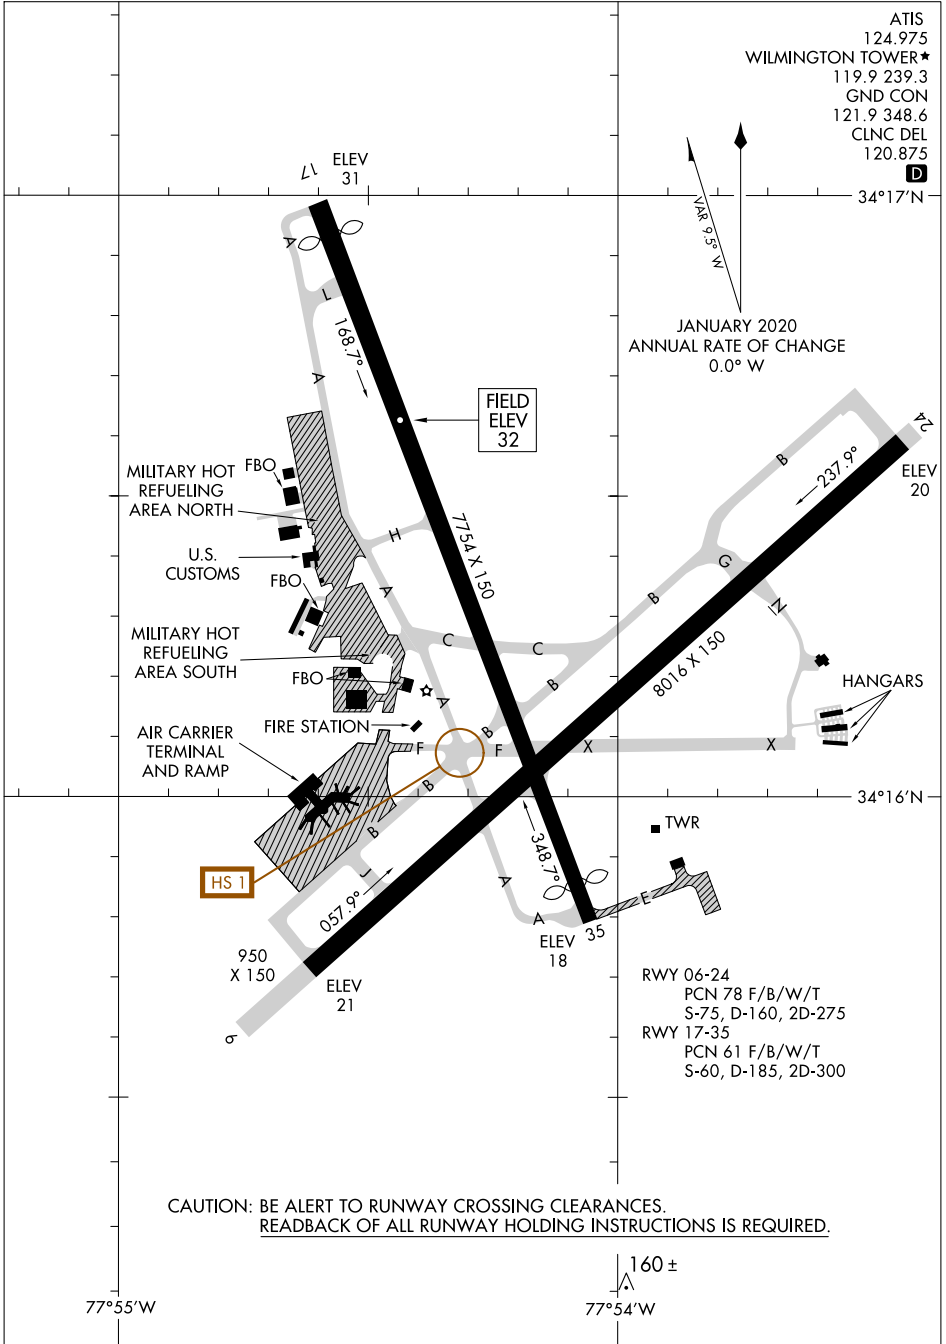 ATIS
124.975
WILMINGTON TOWER★
119.9 239.3
GND CON
121.9 348.6
CLNC DEL
120.875
D
34°17'N
VAR 9.5° W
JANUARY 2020
ANNUAL RATE OF CHANGE
0.0° W
17
ELEV
31
A
L
168.7°
A
FIELD
ELEV
32
24
ELEV
20
B
237.9°
MILITARY HOT
REFUELING
AREA NORTH
FBO
H
7754 X 150
U.S.
CUSTOMS
FBO
A
G
N
B
MILITARY HOT
REFUELING
AREA SOUTH
C
C
B
8016 X 150
FBO
A
HANGARS
FIRE STATION
B
AIR CARRIER
TERMINAL
AND RAMP
F
F
X
X
B
34°16'N
B
TWR
HS 1
J
348.7°
A
057.9°
E
A
35
ELEV
18
950
X 150
ELEV
21
6
RWY 06-24
PCN 78 F/B/W/T
S-75, D-160, 2D-275
RWY 17-35
PCN 61 F/B/W/T
S-60, D-185, 2D-300
CAUTION: BE ALERT TO RUNWAY CROSSING CLEARANCES.
READBACK OF ALL RUNWAY HOLDING INSTRUCTIONS IS REQUIRED.
160 ±
77°55'W
77°54'W